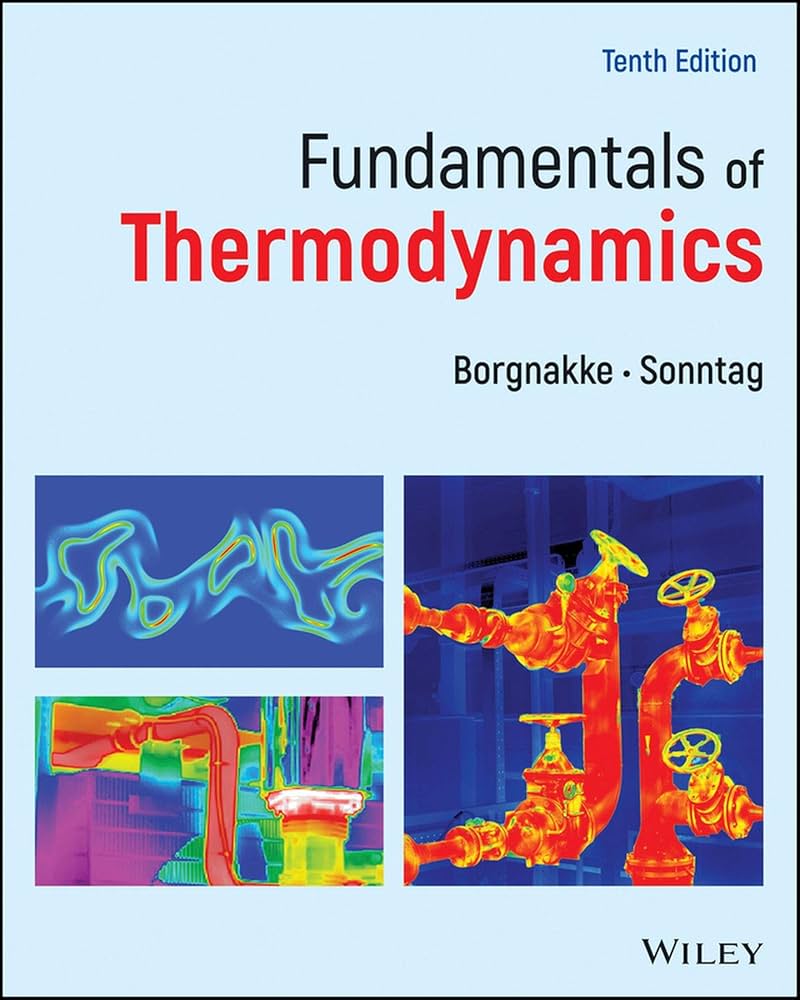 Tenth Edition
Fundamentals of
Thermodynamics
Borgnakke • Sonntag
WILEY